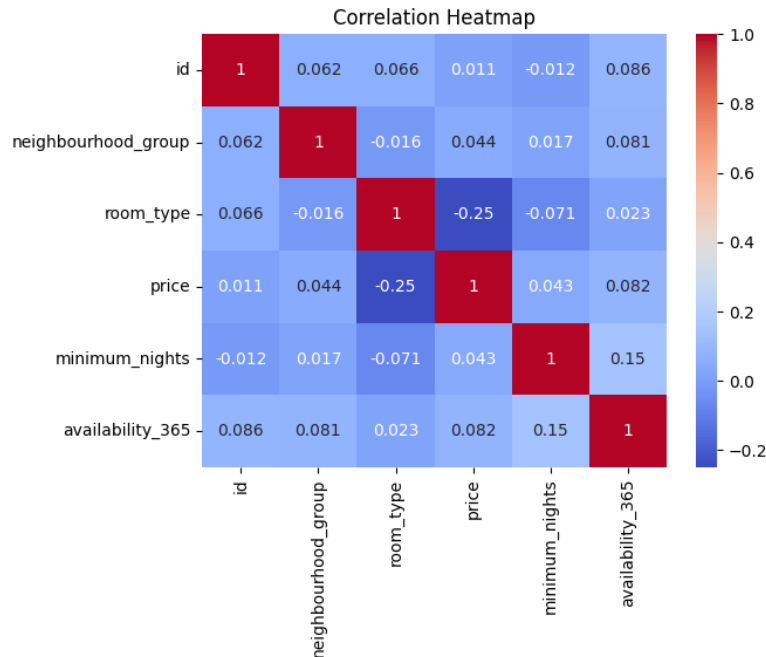 Correlation Heatmap
id 1 0.062 0.066 0.011 -0.012 0.086
neighbourhood_group 0.062 1 -0.016 0.044 0.017 0.081
room_type 0.066 -0.016 1 -0.25 -0.071 0.023
price 0.011 0.044 -0.25 1 0.043 0.082
minimum_nights -0.012 0.017 -0.071 0.043 1 0.15
availability_365 0.086 0.081 0.023 0.082 0.15 1
id
neighbourhood_group
room_type
price
minimum_nights
availability_365
1.0
0.8
0.6
0.4
0.2
0.0
−0.2